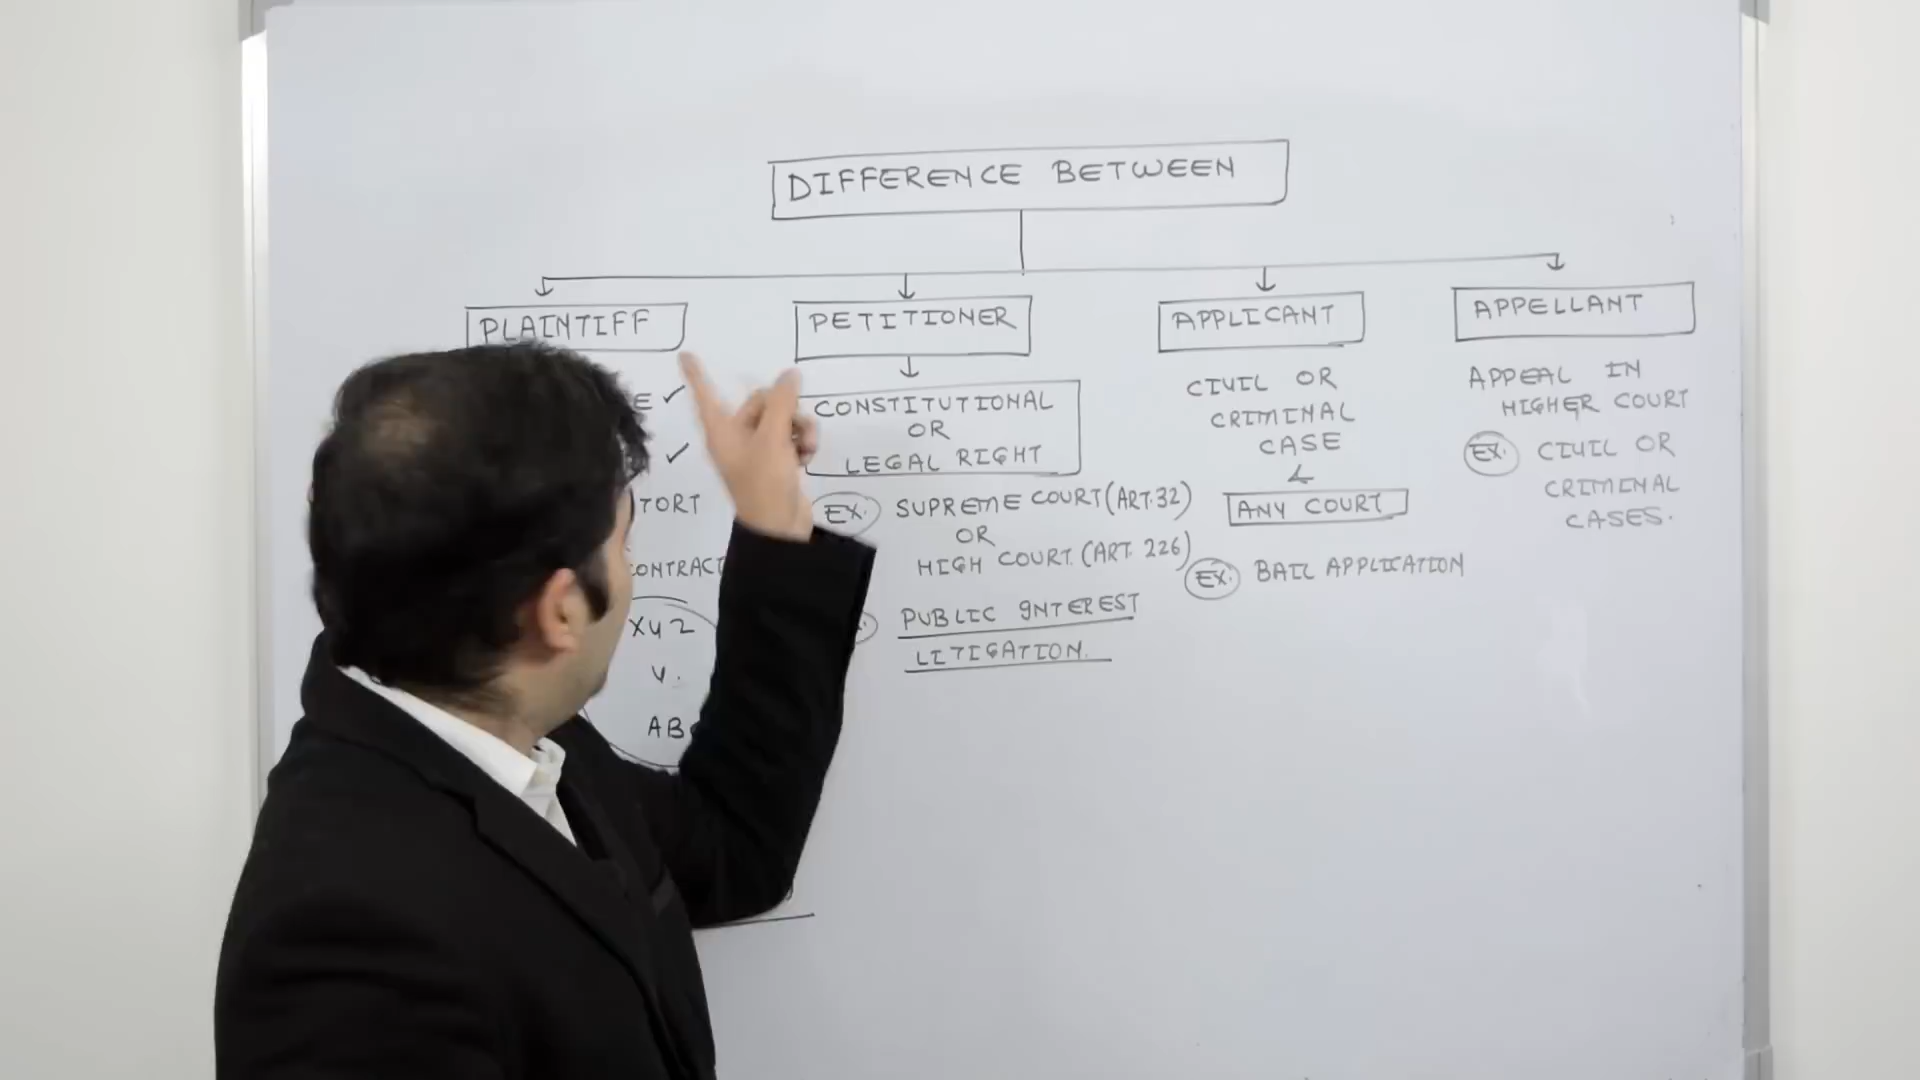 DIFFERENCE BETWEEN
PLAINTIFF
TORT
XYZ
V.
PETITIONER
CONSTITUTIONAL
OR
LEGAL RIGHT
EX. SUPREME COURT (ART.32)
OR
HIGH COURT. (ART. 226)
PUBLIC INTEREST
LITIGATION.
APPLICANT
CIVIL OR
CRIMINAL
CASE
ANY COURT
EX. BAIL APPLICATION
APPELLANT
APPEAL IN
HIGHER COURT
EX. CIVIL OR
CRIMINAL
CASES.